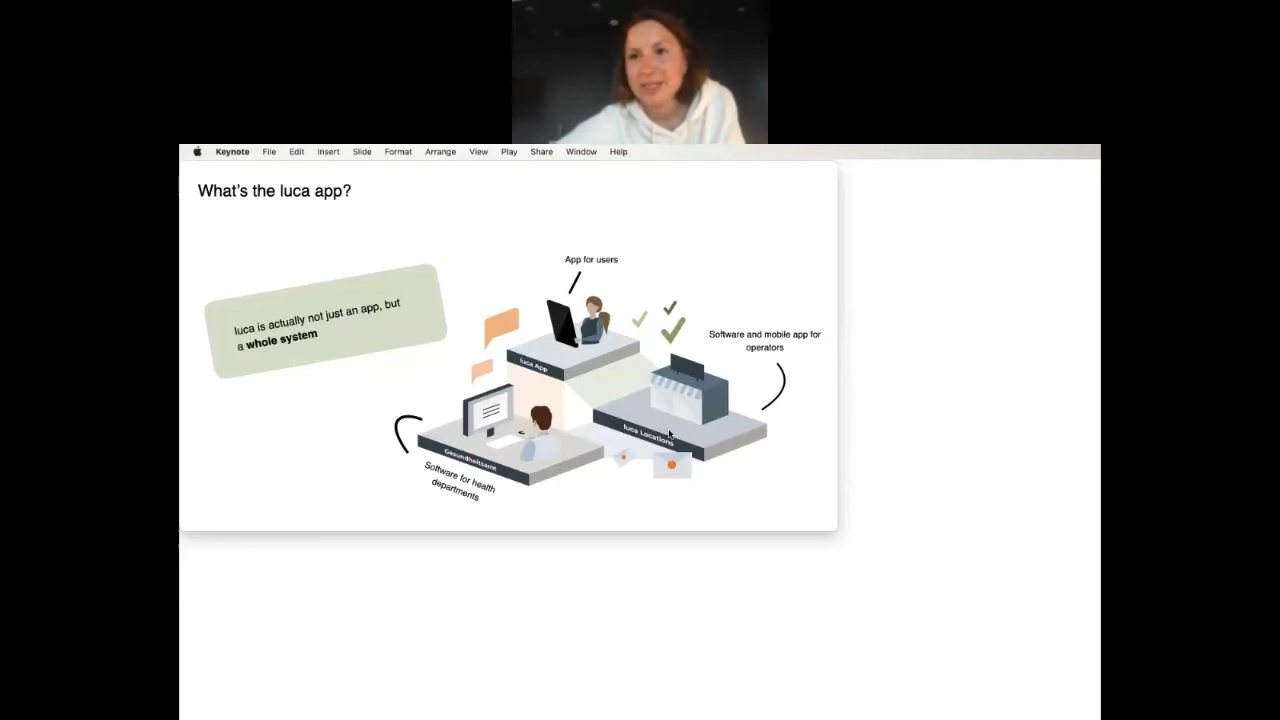 Keynote File Edit Insert Slide Format Arrange View Play Share Window Help
What's the luca app?
App for users
luca is actually not just an app, but
a whole system
Software and mobile app for
operators
luca App
luca Locations
Gesundheitsamt
Software for health
departments